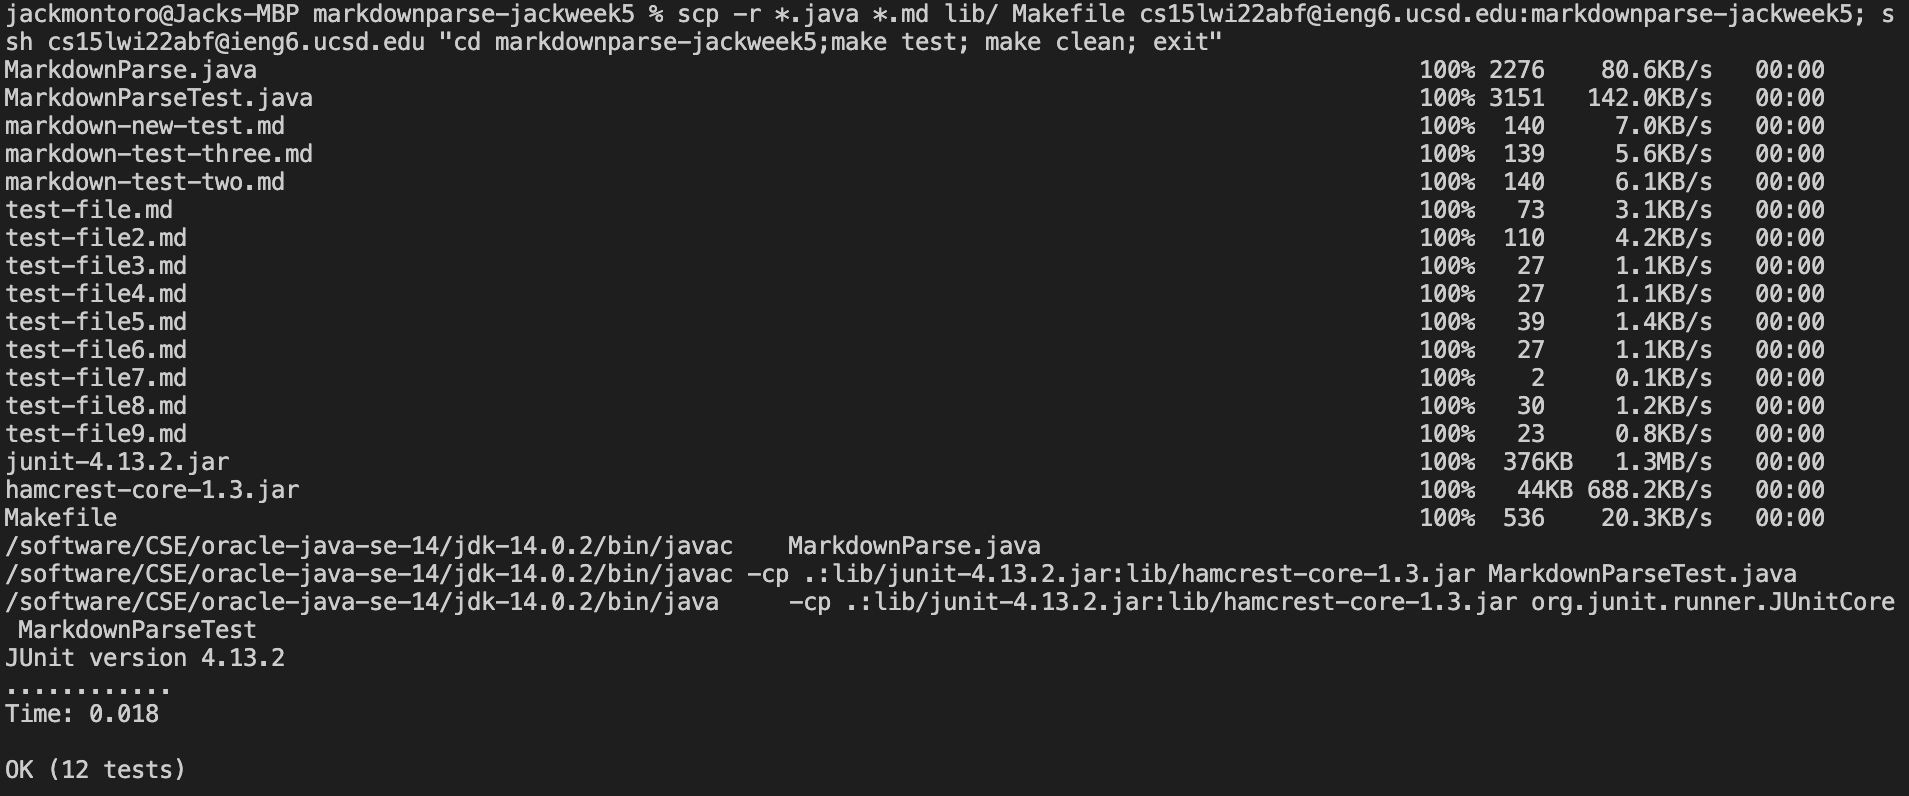 jackmontoro@Jacks-MBP markdownparse-jackweek5 % scp -r *.java *.md lib/ Makefile cs15lwi22abf@ieng6.ucsd.edu:markdownparse-jackweek5; s
sh cs15lwi22abf@ieng6.ucsd.edu "cd markdownparse-jackweek5;make test; make clean; exit"
MarkdownParse.java 100% 2276 80.6KB/s 00:00
MarkdownParseTest.java 100% 3151 142.0KB/s 00:00
markdown-new-test.md 100% 140 7.0KB/s 00:00
markdown-test-three.md 100% 139 5.6KB/s 00:00
markdown-test-two.md 100% 140 6.1KB/s 00:00
test-file.md 100% 73 3.1KB/s 00:00
test-file2.md 100% 110 4.2KB/s 00:00
test-file3.md 100% 27 1.1KB/s 00:00
test-file4.md 100% 27 1.1KB/s 00:00
test-file5.md 100% 39 1.4KB/s 00:00
test-file6.md 100% 27 1.1KB/s 00:00
test-file7.md 100% 2 0.1KB/s 00:00
test-file8.md 100% 30 1.2KB/s 00:00
test-file9.md 100% 23 0.8KB/s 00:00
junit-4.13.2.jar 100% 376KB 1.3MB/s 00:00
hamcrest-core-1.3.jar 100% 44KB 688.2KB/s 00:00
Makefile 100% 536 20.3KB/s 00:00
/software/CSE/oracle-java-se-14/jdk-14.0.2/bin/javac MarkdownParse.java
/software/CSE/oracle-java-se-14/jdk-14.0.2/bin/javac -cp .:lib/junit-4.13.2.jar:lib/hamcrest-core-1.3.jar MarkdownParseTest.java
/software/CSE/oracle-java-se-14/jdk-14.0.2/bin/java -cp .:lib/junit-4.13.2.jar:lib/hamcrest-core-1.3.jar org.junit.runner.JUnitCore
MarkdownParseTest
JUnit version 4.13.2
............
Time: 0.018
OK (12 tests)